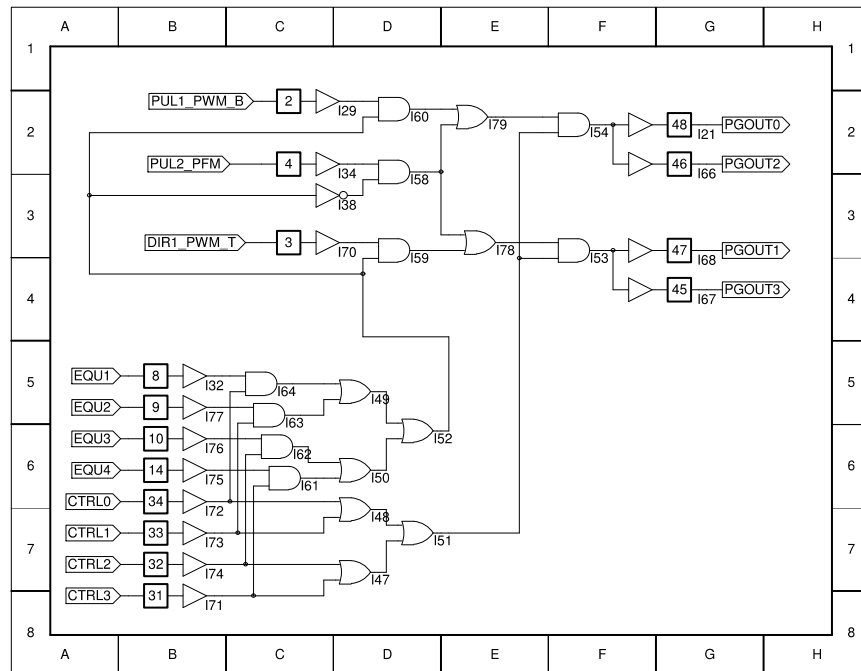 A B C D E F G H
1 1
PUL1_PWM_B 2 I29 I60 I79 I54 48 I21 PGOUT0
2 2
PUL2_PFM 4 I34 I58 46 I66 PGOUT2
I38
3 3
DIR1_PWM_T 3 I70 I59 I78 I53 47 I68 PGOUT1
45 I67 PGOUT3
4 4
EQU1 8 I32 I64 I49
5 5
EQU2 9 I77 I63 I52
EQU3 10 I76 I62
6 6
EQU4 14 I75 I61 I50
CTRL0 34 I72 I48
CTRL1 33 I73 I51
7 7
CTRL2 32 I74 I47
CTRL3 31 I71
8 8
A B C D E F G H